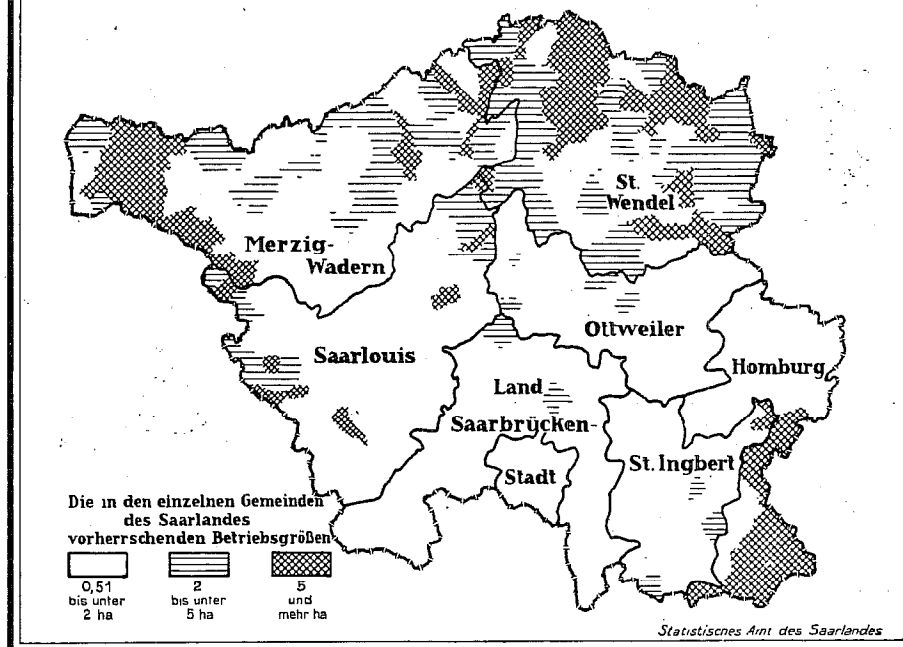 St.
Wendel
Merzig-
Wadern
Ottweiler
Saarlouis
Homburg
Land
Saarbrücken-
St. Ingbert
Stadt
Die in den einzelnen Gemeinden
des Saarlandes
vorherrschenden Betriebsgrößen
0,51
bis unter
2 ha
2
bis unter
5 ha
5
und
mehr ha
Statistisches Amt des Saarlandes